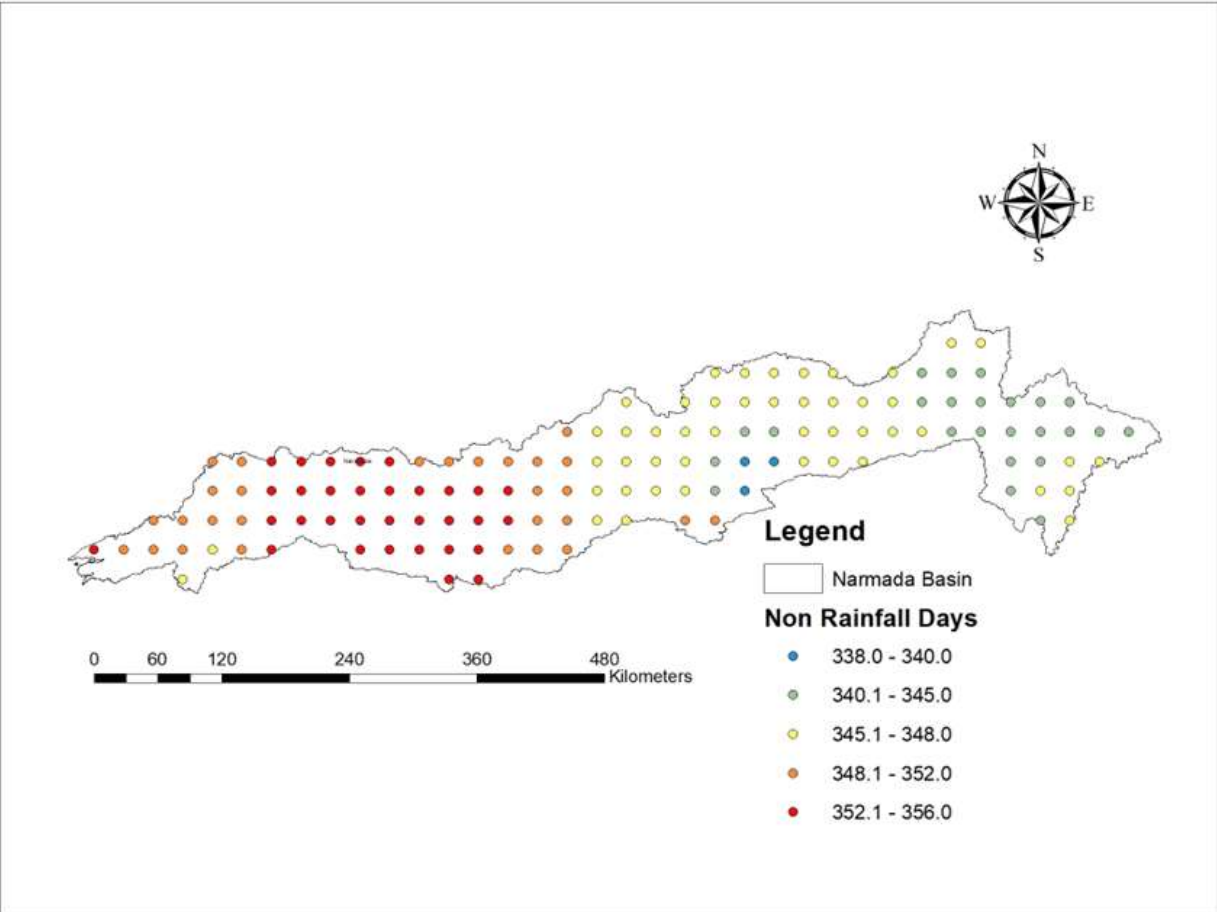 N
W
E
S
Legend
Narmada Basin
Non Rainfall Days
338.0 - 340.0
340.1 - 345.0
345.1 - 348.0
348.1 - 352.0
352.1 - 356.0
0 60 120 240 360 480
Kilometers